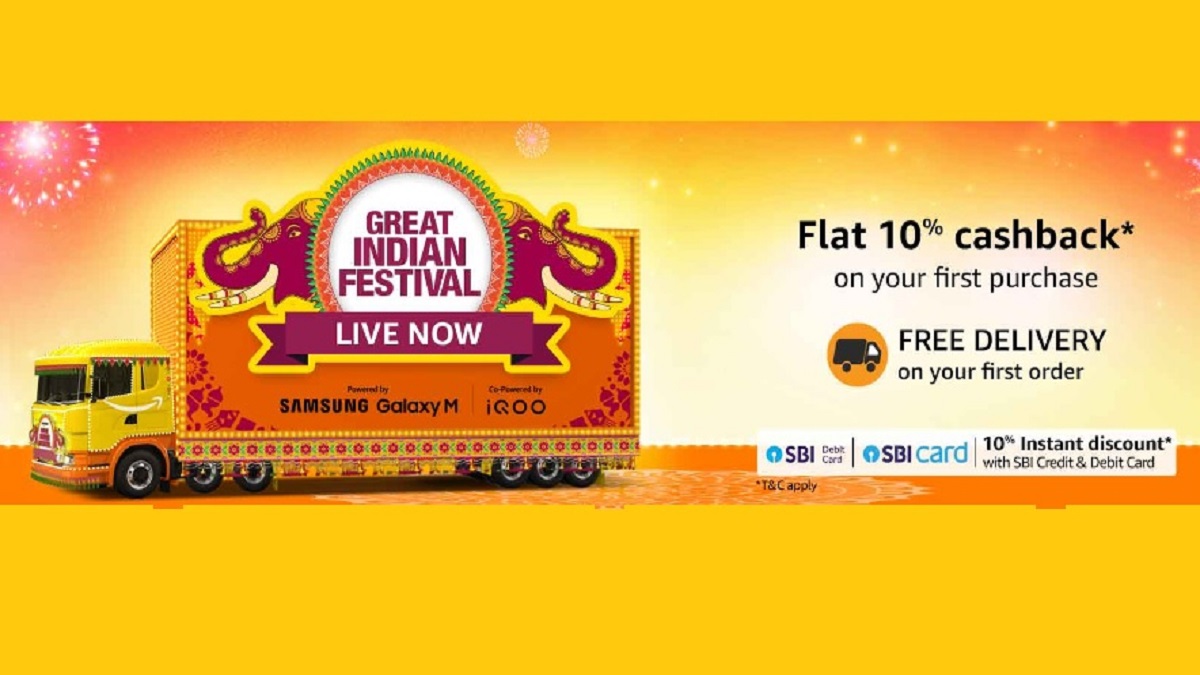 GREAT
INDIAN
FESTIVAL
LIVE NOW
Powered by
SAMSUNG Galaxy M
Co-Powered by
iQOO
Flat 10% cashback*
on your first purchase
FREE DELIVERY
on your first order
SBI Debit Card
SBI card
10% Instant discount*
with SBI Credit & Debit Card
*T&C apply